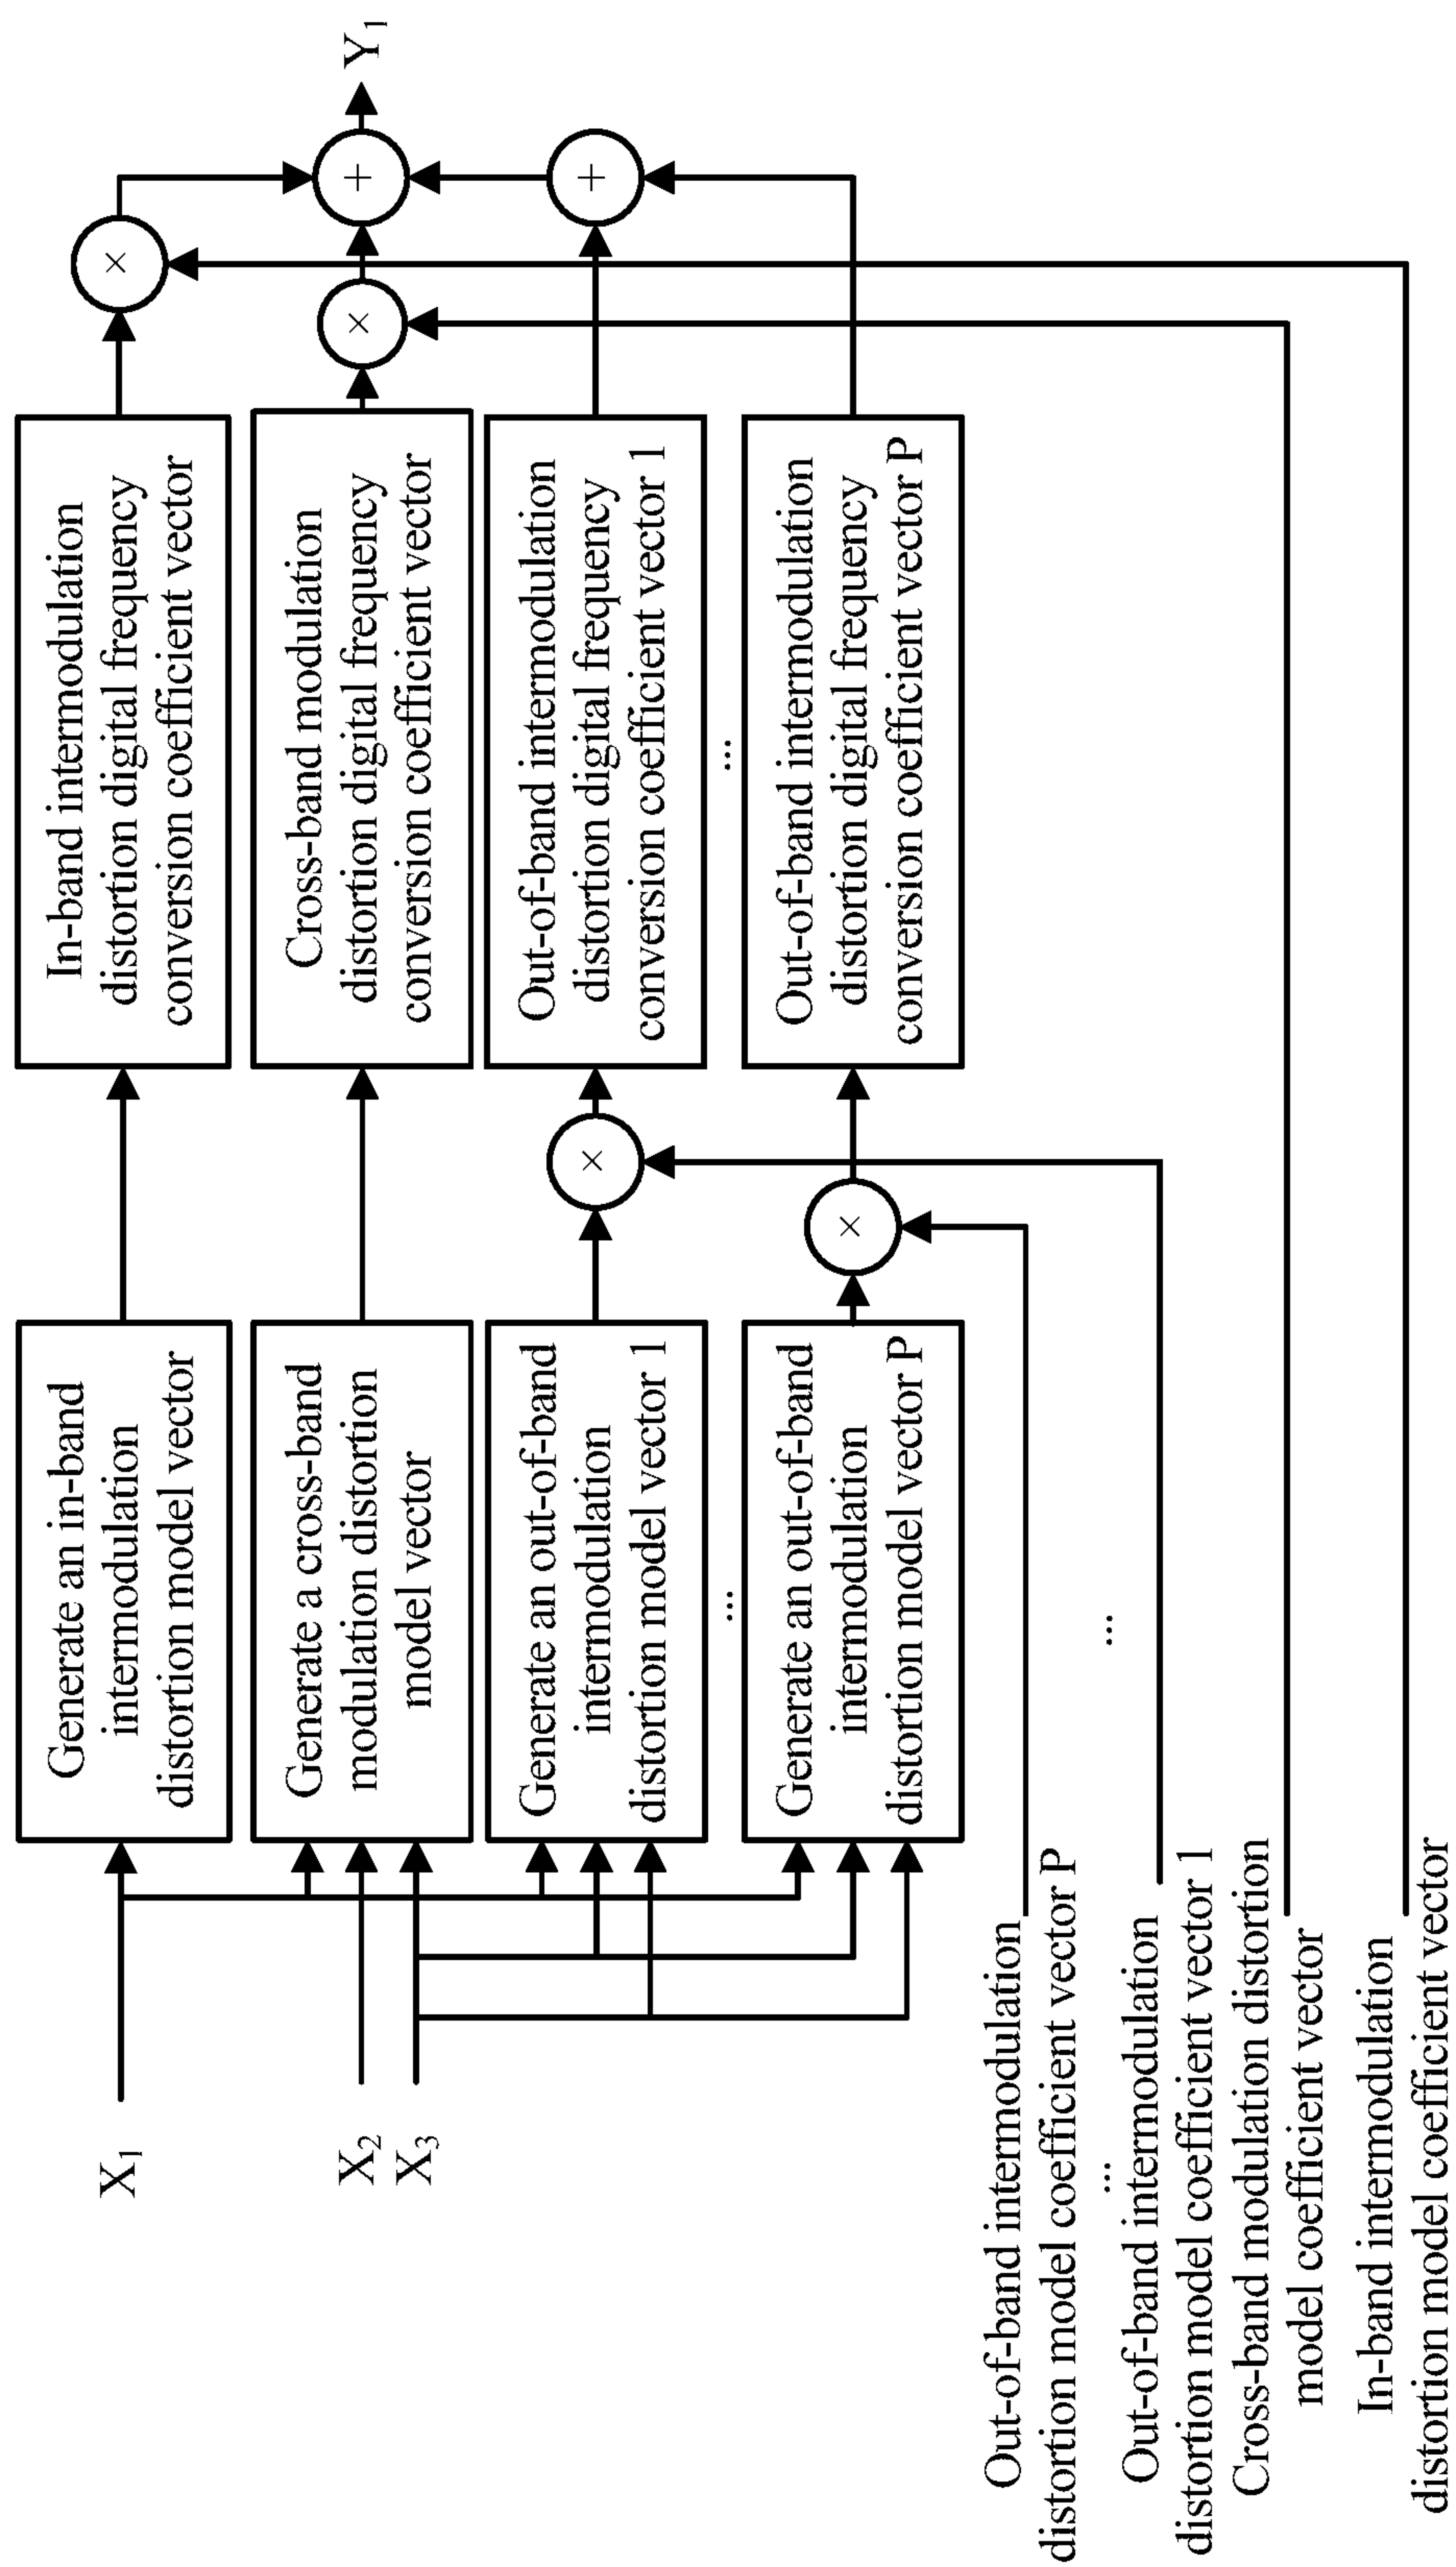 X1
X2
X3
Generate an in-band
intermodulation
distortion model vector
Generate a cross-band
modulation distortion
model vector
Generate an out-of-band
intermodulation
distortion model vector 1
...
Generate an out-of-band
intermodulation
distortion model vector P
×
×
In-band intermodulation
distortion digital frequency
conversion coefficient vector
Cross-band modulation
distortion digital frequency
conversion coefficient vector
Out-of-band intermodulation
distortion digital frequency
conversion coefficient vector 1
...
Out-of-band intermodulation
distortion digital frequency
conversion coefficient vector P
×
×
+
+
Y1
Out-of-band intermodulation
distortion model coefficient vector P
...
...
Out-of-band intermodulation
distortion model coefficient vector 1
Cross-band modulation distortion
model coefficient vector
In-band intermodulation
distortion model coefficient vector